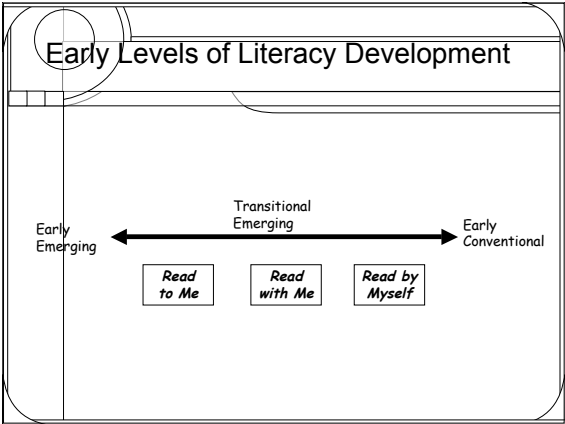 Early Levels of Literacy Development
Transitional
Emerging
Early
Emerging
Early
Conventional
Read
to Me
Read
with Me
Read by
Myself